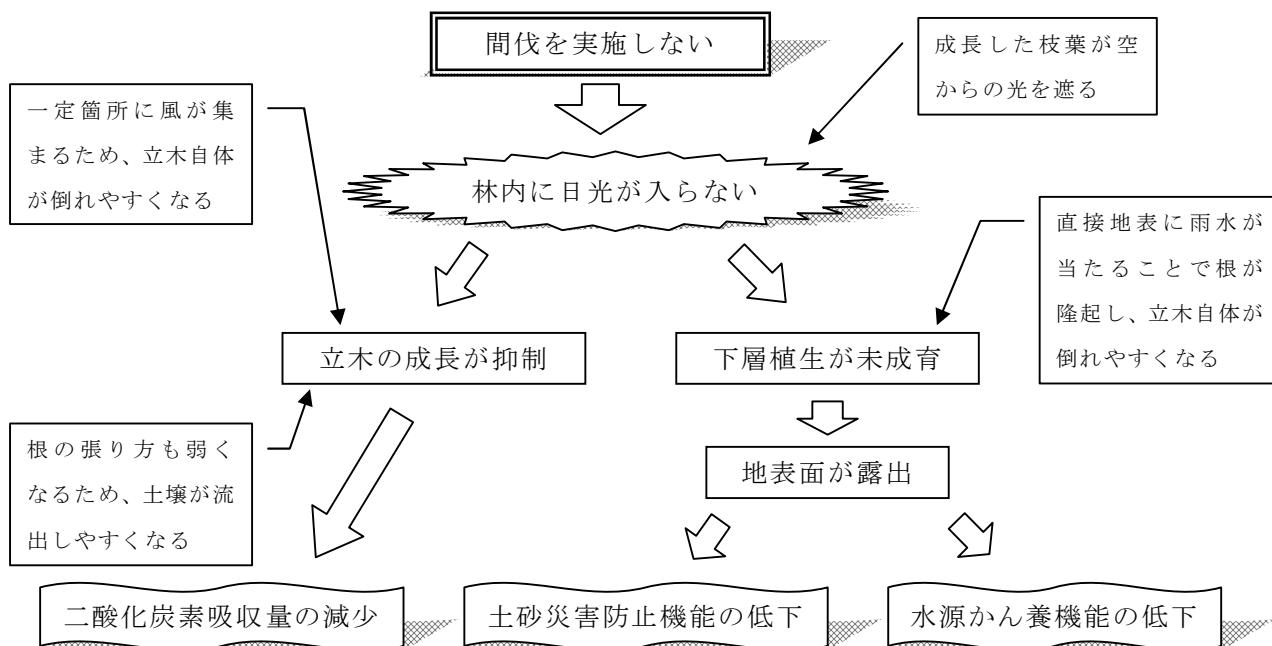 間伐を実施しない
成長した枝葉が空
からの光を遮る
一定箇所に風が集
まるため、立木自体
が倒れやすくなる
林内に日光が入らない
直接地表に雨水が
当たることで根が
隆起し、立木自体が
倒れやすくなる
立木の成長が抑制
下層植生が未成育
根の張り方も弱く
なるため、土壌が流
出しやすくなる
地表面が露出
二酸化炭素吸収量の減少
土砂災害防止機能の低下
水源かん養機能の低下